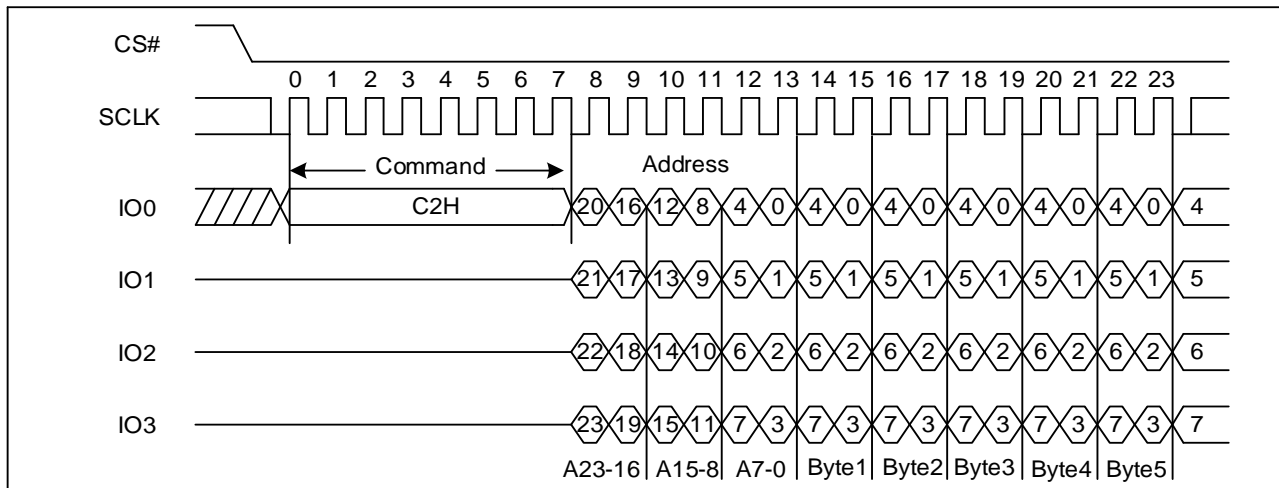 CS#
0 1 2 3 4 5 6 7 8 9 10 11 12 13 14 15 16 17 18 19 20 21 22 23
SCLK
Command Address
IO0 C2H 20 16 12 8 4 0 4 0 4 0 4 0 4 0 4 0 4
IO1 21 17 13 9 5 1 5 1 5 1 5 1 5 1 5 1 5
IO2 22 18 14 10 6 2 6 2 6 2 6 2 6 2 6 2 6
IO3 23 19 15 11 7 3 7 3 7 3 7 3 7 3 7 3 7
A23-16 A15-8 A7-0 Byte1 Byte2 Byte3 Byte4 Byte5